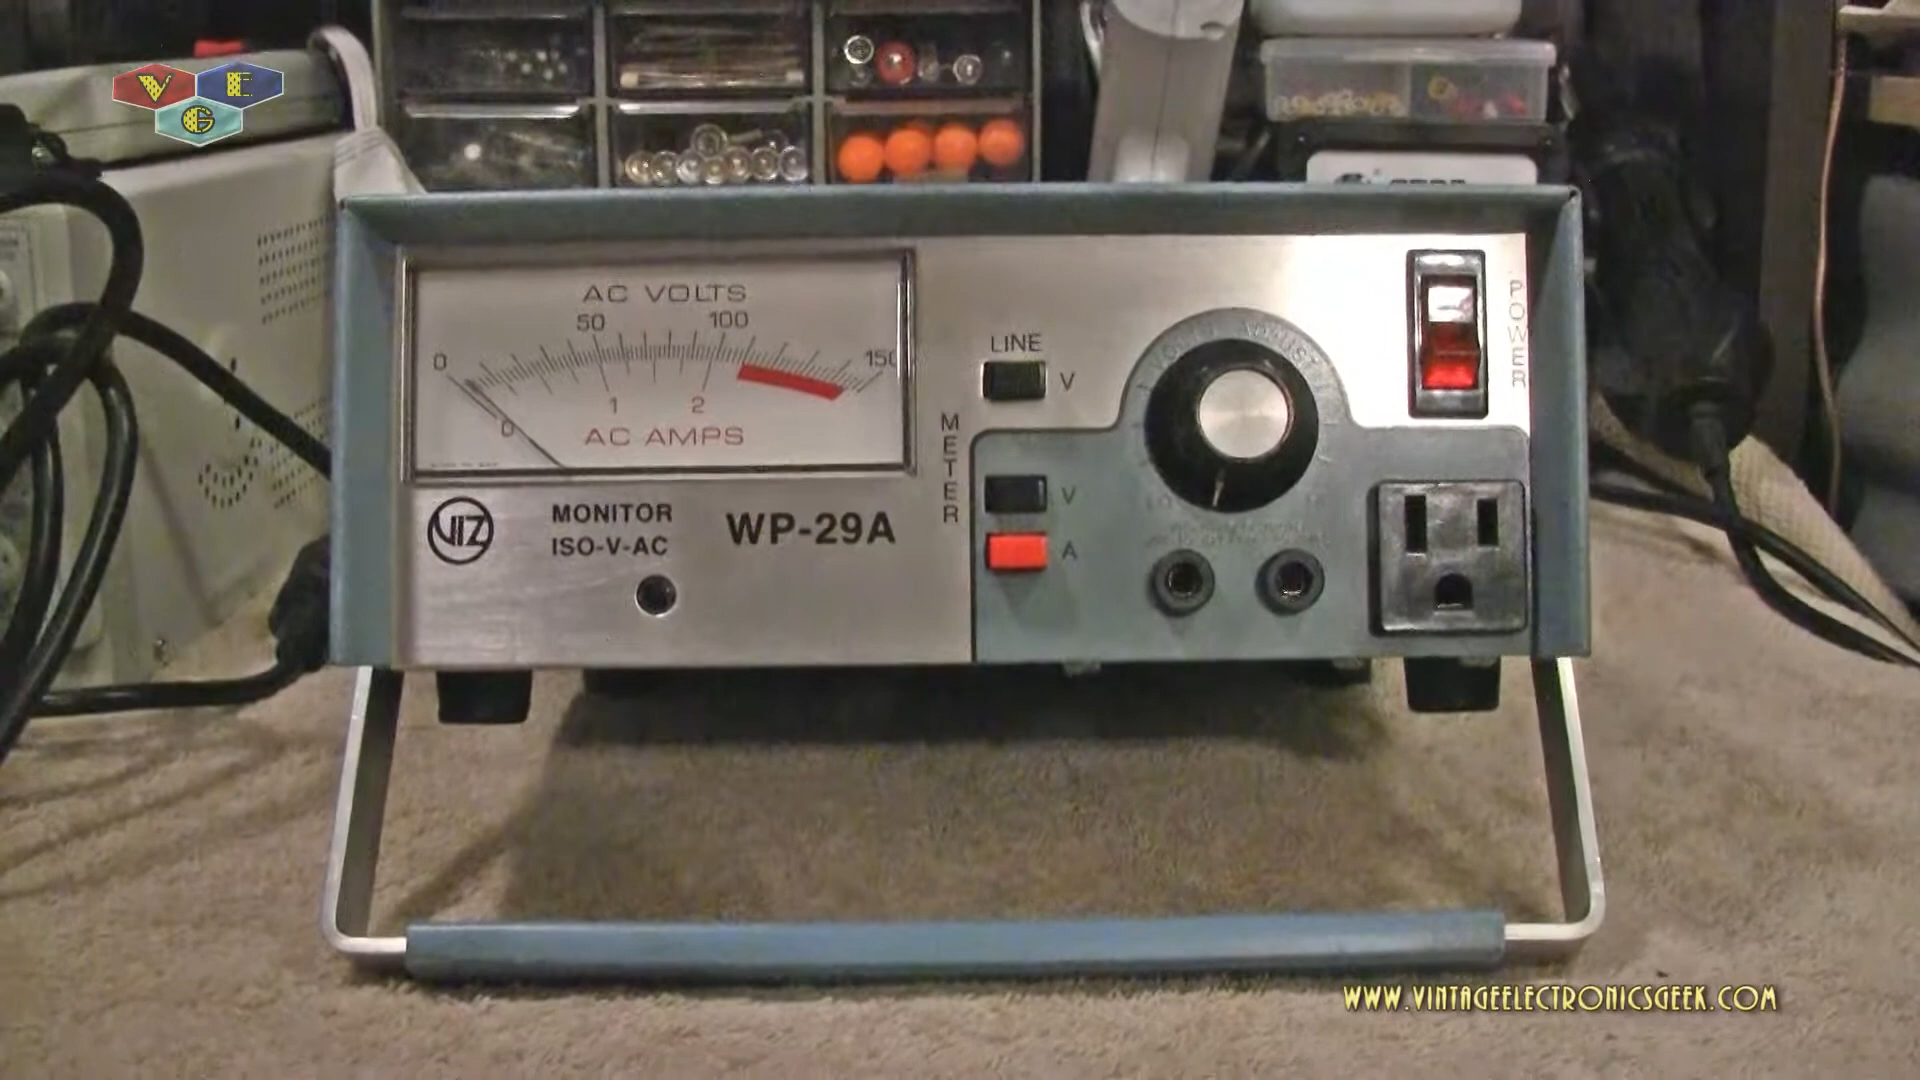 V E
G
AC VOLTS
0 50 100 150
0 1 2
AC AMPS
VIZ
MONITOR
ISO-V-AC
WP-29A
METER
LINE
V
V
A
POWER
WWW.VINTAGEELECTRONICSGEEK.COM